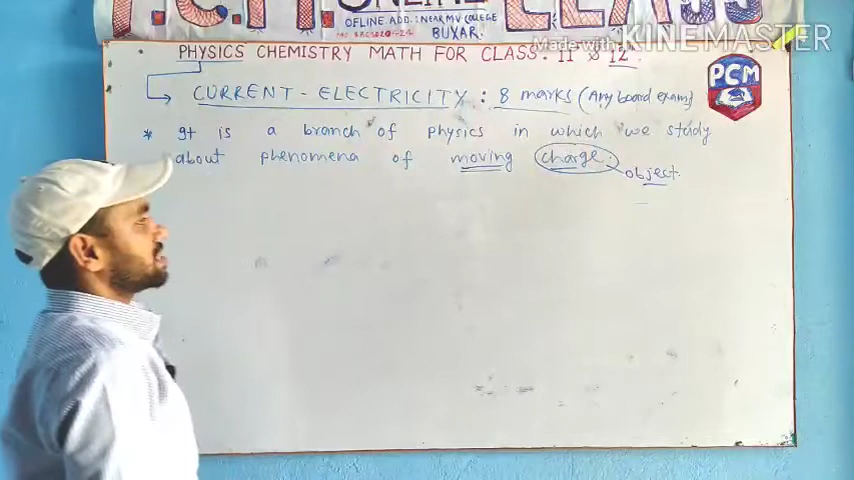 P.C.M ONLINE CLASS
OFLINE ADD. : NEAR MV COLLEGE
BUXAR.
Made with KINEMASTER
PHYSICS CHEMISTRY MATH FOR CLASS. 11 & 12.
PCM
CURRENT - ELECTRICITY : 8 marks (Any board exam)
* It is a branch of physics in which we study
about phenomena of moving charge.
object.